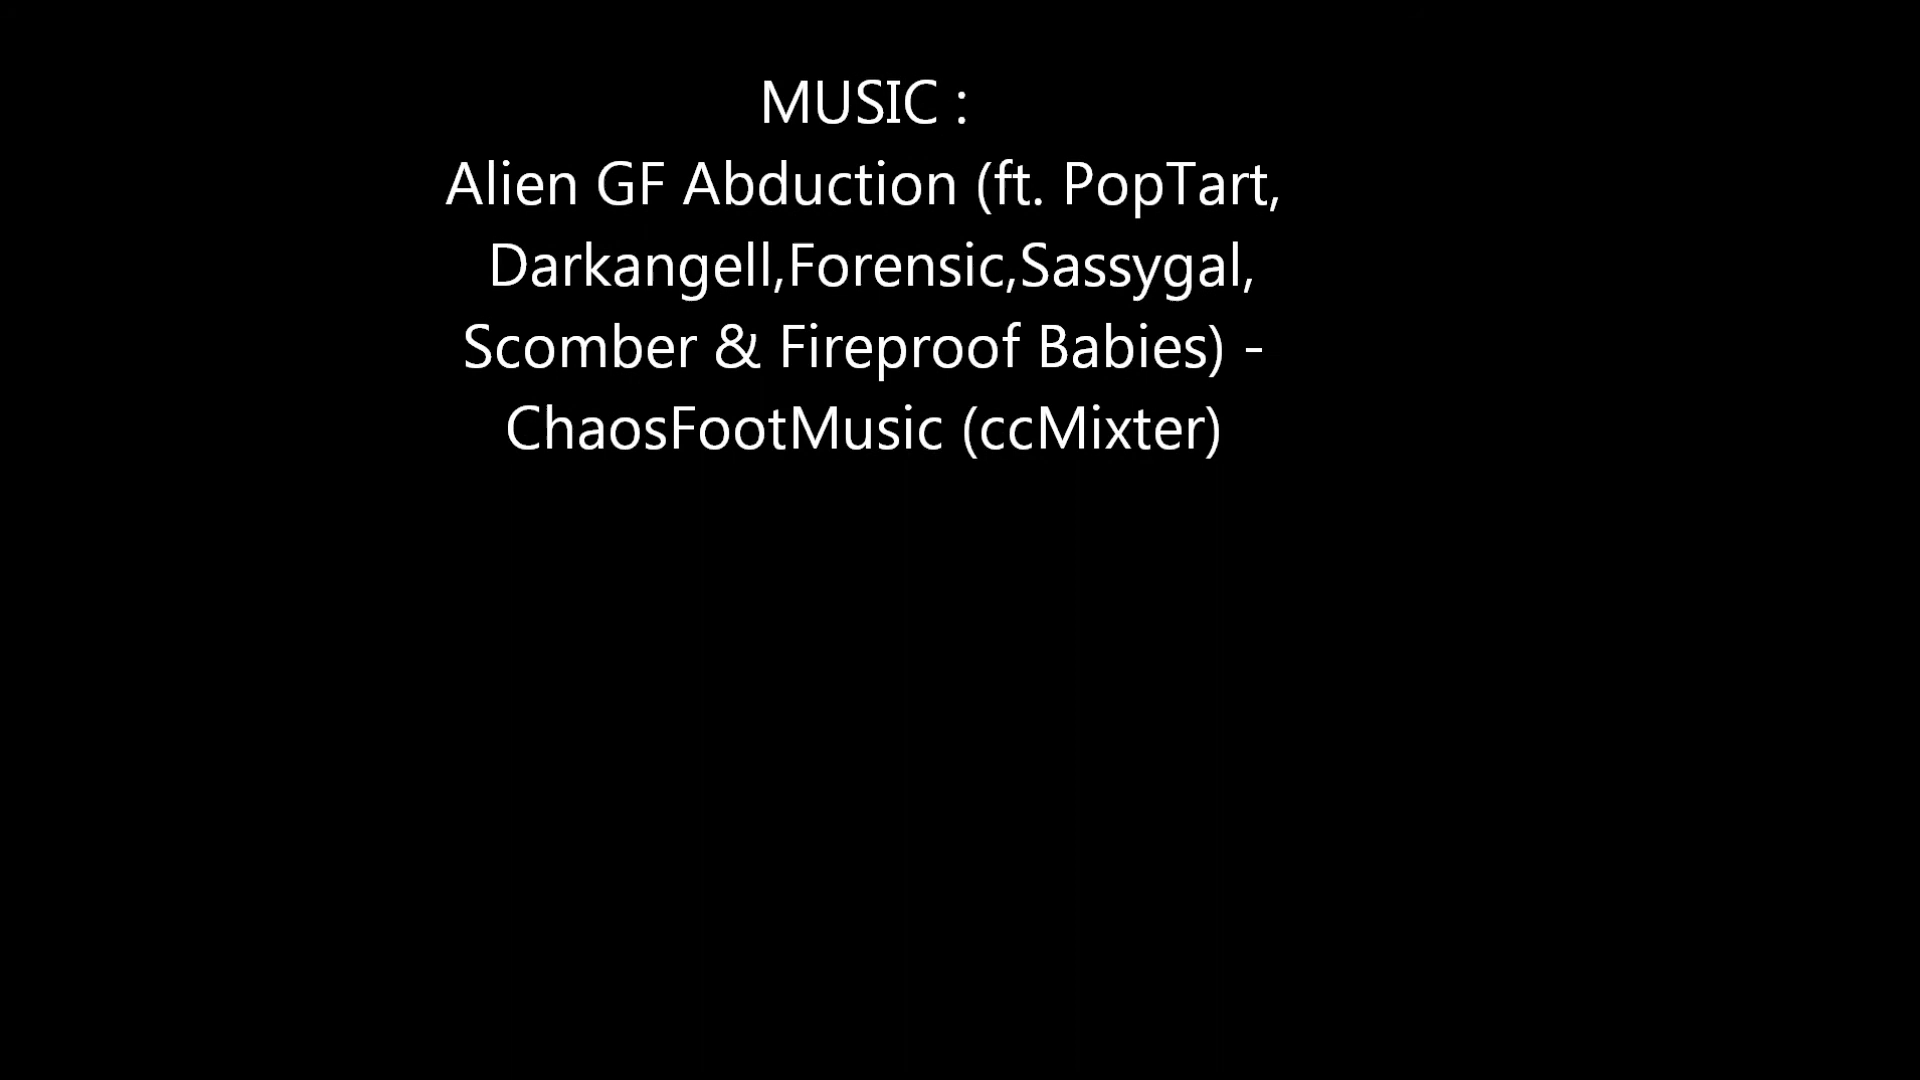 MUSIC :
Alien GF Abduction (ft. PopTart,
Darkangell,Forensic,Sassygal,
Scomber & Fireproof Babies) -
ChaosFootMusic (ccMixter)